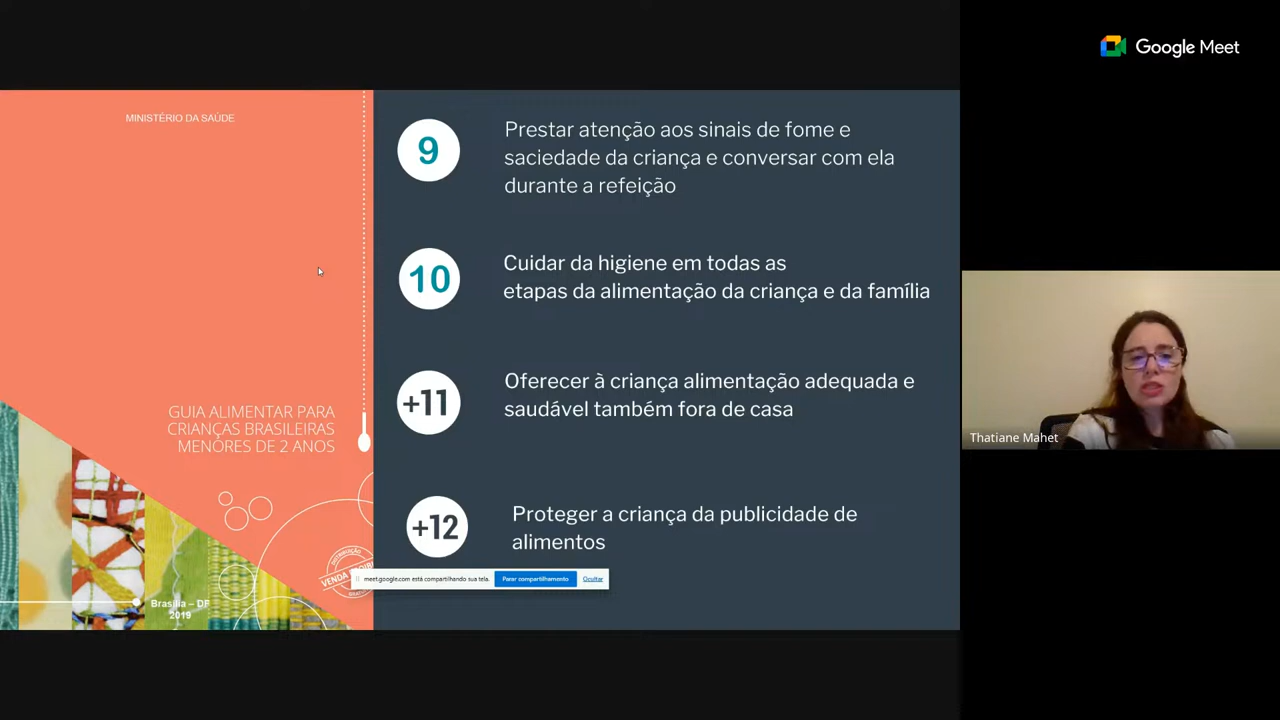 Google Meet
MINISTÉRIO DA SAÚDE
GUIA ALIMENTAR PARA
CRIANÇAS BRASILEIRAS
MENORES DE 2 ANOS
Brasília – DF
2019
9
Prestar atenção aos sinais de fome e
saciedade da criança e conversar com ela
durante a refeição
10
Cuidar da higiene em todas as
etapas da alimentação da criança e da família
+11
Oferecer à criança alimentação adequada e
saudável também fora de casa
+12
Proteger a criança da publicidade de
alimentos
DISTRIBUIÇÃO
VENDA
meet.google.com está compartilhando sua tela.
Parar compartilhamento
Ocultar
Thatiane Mahet